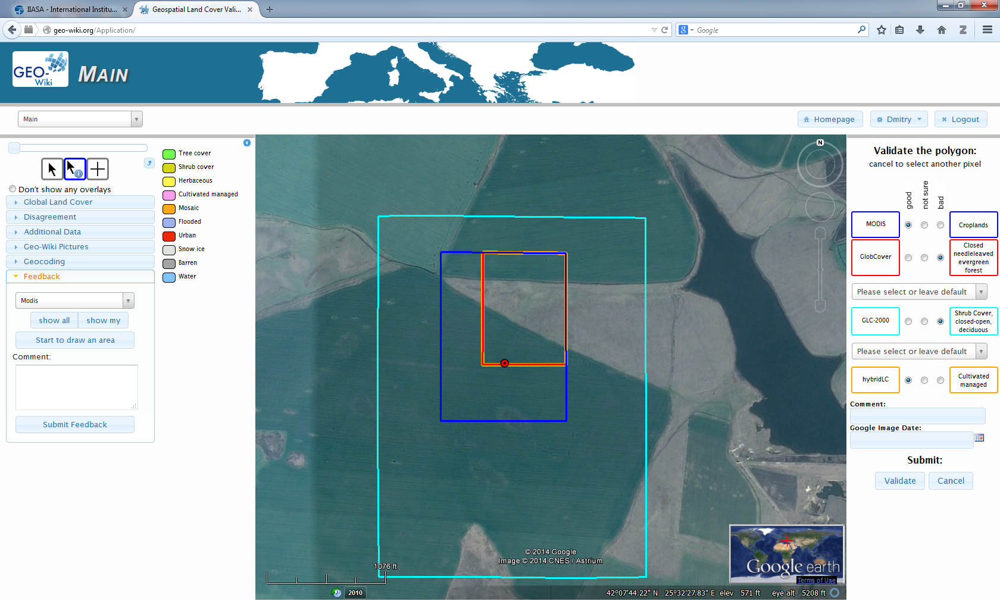 IIASA - International Institu...
Geospatial Land Cover Vali...
geo-wiki.org/Application/
Google
GEO-
Wiki
MAIN
Main
Homepage
Dmitry
Logout
Don't show any overlays
Global Land Cover
Disagreement
Additional Data
Geo-Wiki Pictures
Geocoding
Feedback
Modis
show all
show my
Start to draw an area
Comment:
Submit Feedback
Tree cover
Shrub cover
Herbaceous
Cultivated managed
Mosaic
Flooded
Urban
Snow ice
Barren
Water
N
1076 ft
2010
© 2014 Google
Image © 2014 CNES / Astrium
Google earth
Terms of Use
42°07'44.22" N 25°32'27.83" E elev 571 ft eye alt 5208 ft
Validate the polygon:
cancel to select another pixel
good
not sure
bad
MODIS
Croplands
GlobCover
Closed
needleleaved
evergreen
forest
Please select or leave default
GLC-2000
Shrub Cover,
closed-open,
deciduous
Please select or leave default
hybridLC
Cultivated
managed
Comment:
Google Image Date:
Submit:
Validate
Cancel